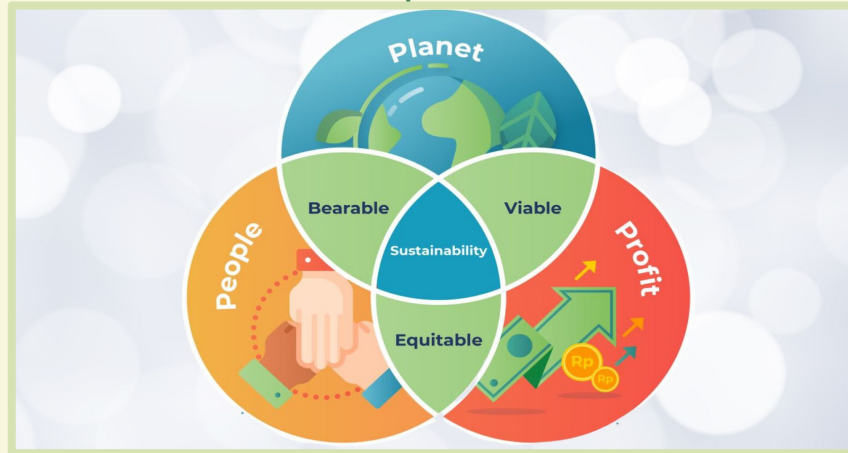 Planet
Bearable
Viable
Sustainability
People
Profit
Equitable
Rp
Rp